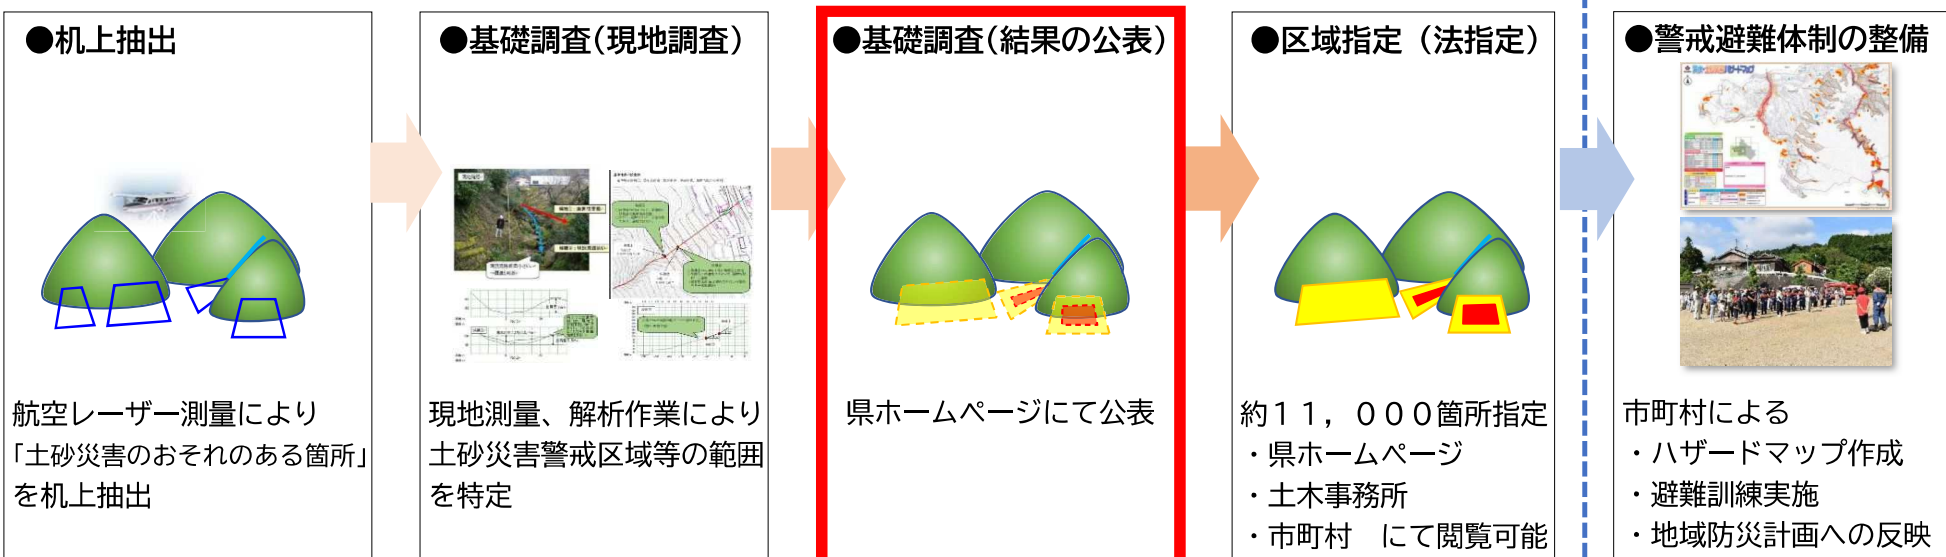 ●机上抽出
航空レーザー測量により
「土砂災害のおそれのある箇所」
を机上抽出
●基礎調査(現地調査)
現地測量、解析作業により
土砂災害警戒区域等の範囲
を特定
●基礎調査(結果の公表)
県ホームページにて公表
●区域指定（法指定）
約１１，０００箇所指定
・県ホームページ
・土木事務所
・市町村　にて閲覧可能
●警戒避難体制の整備
市町村による
・ハザードマップ作成
・避難訓練実施
・地域防災計画への反映